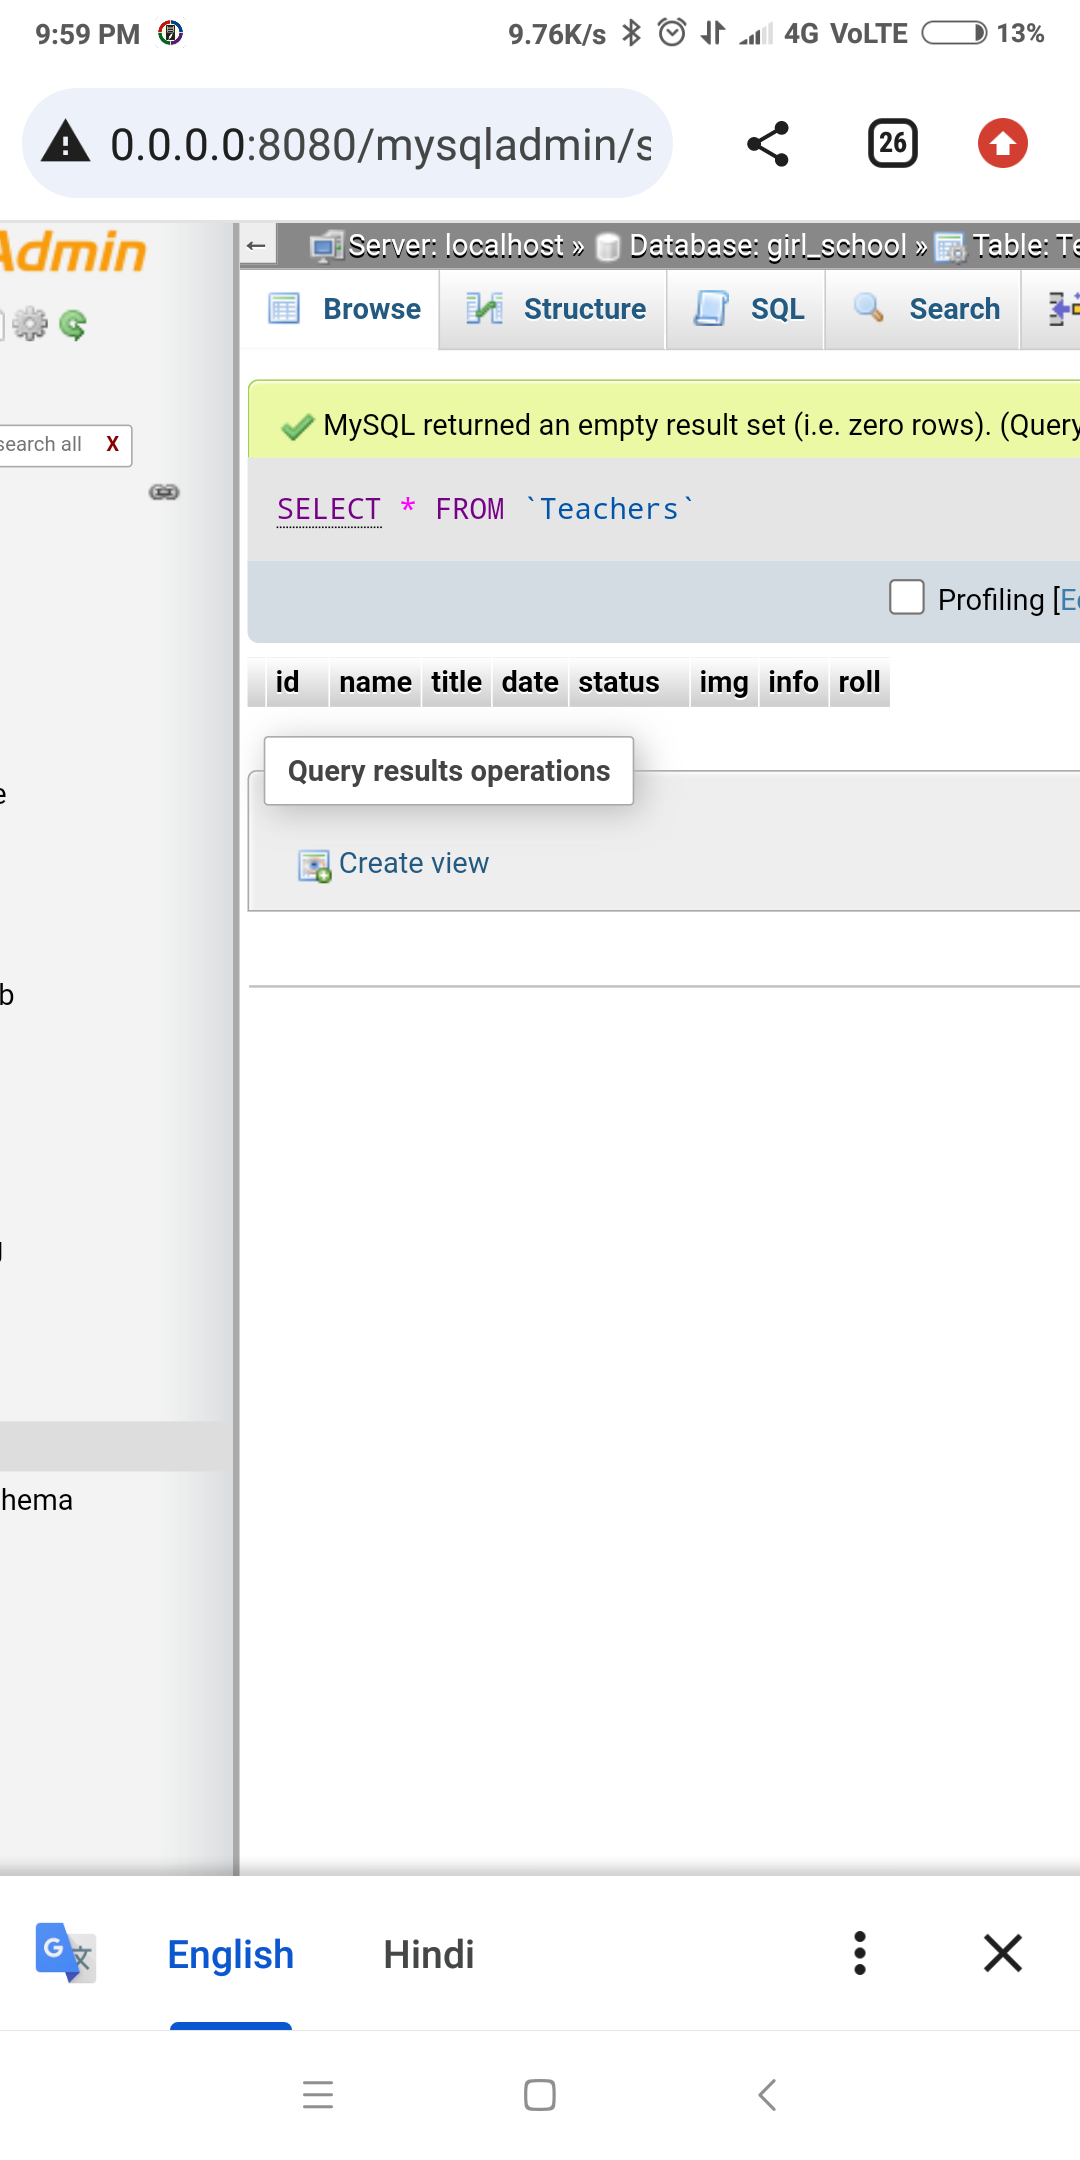 9:59 PM 9.76K/s 4G VoLTE 13%
0.0.0.0:8080/mysqladmin/s 26
Admin
← Server: localhost » Database: girl_school » Table: Te
Browse Structure SQL Search
search all X
MySQL returned an empty result set (i.e. zero rows). (Query
SELECT * FROM `Teachers`
Profiling [Ed
id name title date status img info roll
Query results operations
e
Create view
b
hema
English Hindi